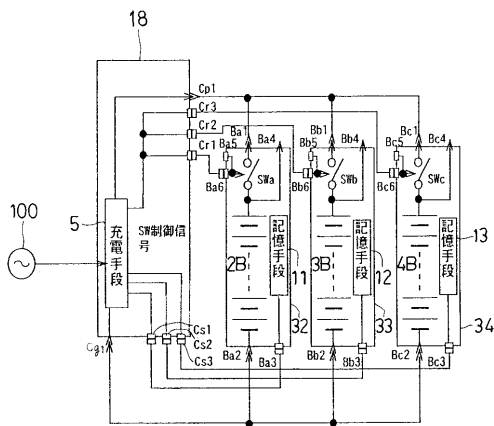 18
Cp1
Cr3
Cr2
Cr1
Ba1
Ba4
Ba5
Ba6
SWa
Bb1
Bb4
Bb5
Bb6
SWb
Bc1
Bc4
Bc5
Bc6
SWc
100
5
充電手段
SW制御信号
2B
記憶手段
11
32
3B
記憶手段
12
33
4B
記憶手段
13
34
Cg1
Cs1
Cs2
Cs3
Ba2
Ba3
Bb2
Bb3
Bc2
Bc3